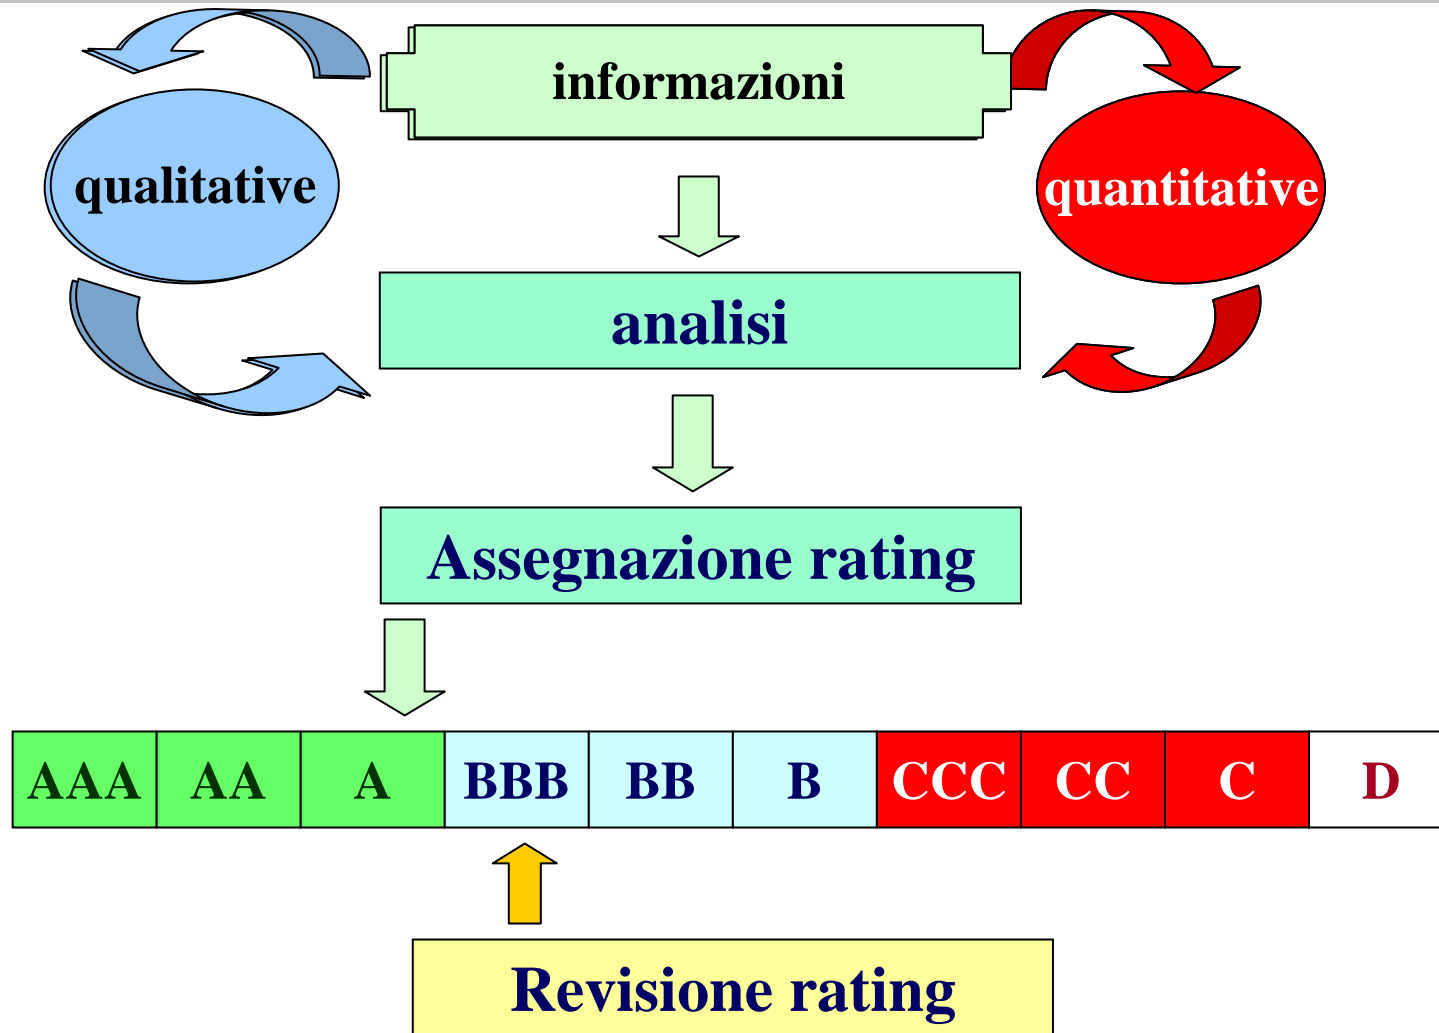 informazioni
qualitative
quantitative
analisi
Assegnazione rating
AAA AA A BBB BB B CCC CC C D
Revisione rating